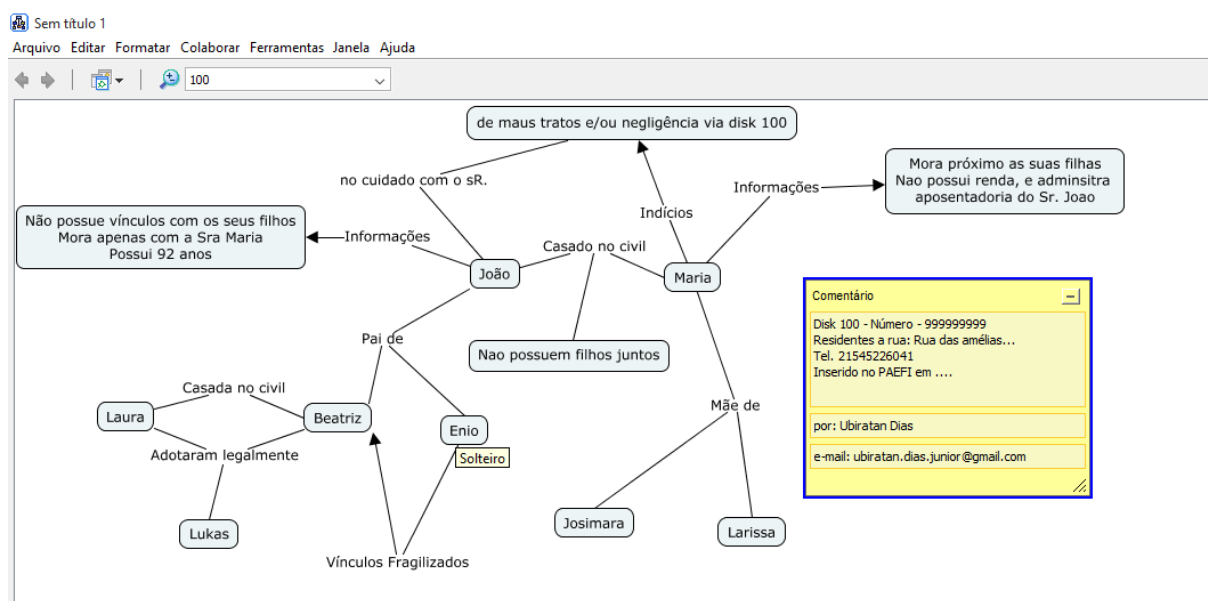 Sem título 1
Arquivo Editar Formatar Colaborar Ferramentas Janela Ajuda
100
de maus tratos e/ou negligência via disk 100
no cuidado com o sR.
Informações
Mora próximo as suas filhas
Nao possui renda, e adminsitra
aposentadoria do Sr. Joao
Indícios
Não possue vínculos com os seus filhos
Mora apenas com a Sra Maria
Possui 92 anos
Informações
Casado no civil
João
Maria
Comentário
Disk 100 - Número - 999999999
Residentes a rua: Rua das amélias...
Tel. 21545226041
Inserido no PAEFI em ....
por: Ubiratan Dias
e-mail: ubiratan.dias.junior@gmail.com
Pai de
Nao possuem filhos juntos
Casada no civil
Mãe de
Laura
Beatriz
Enio
Solteiro
Adotaram legalmente
Lukas
Josimara
Larissa
Vínculos Fragilizados